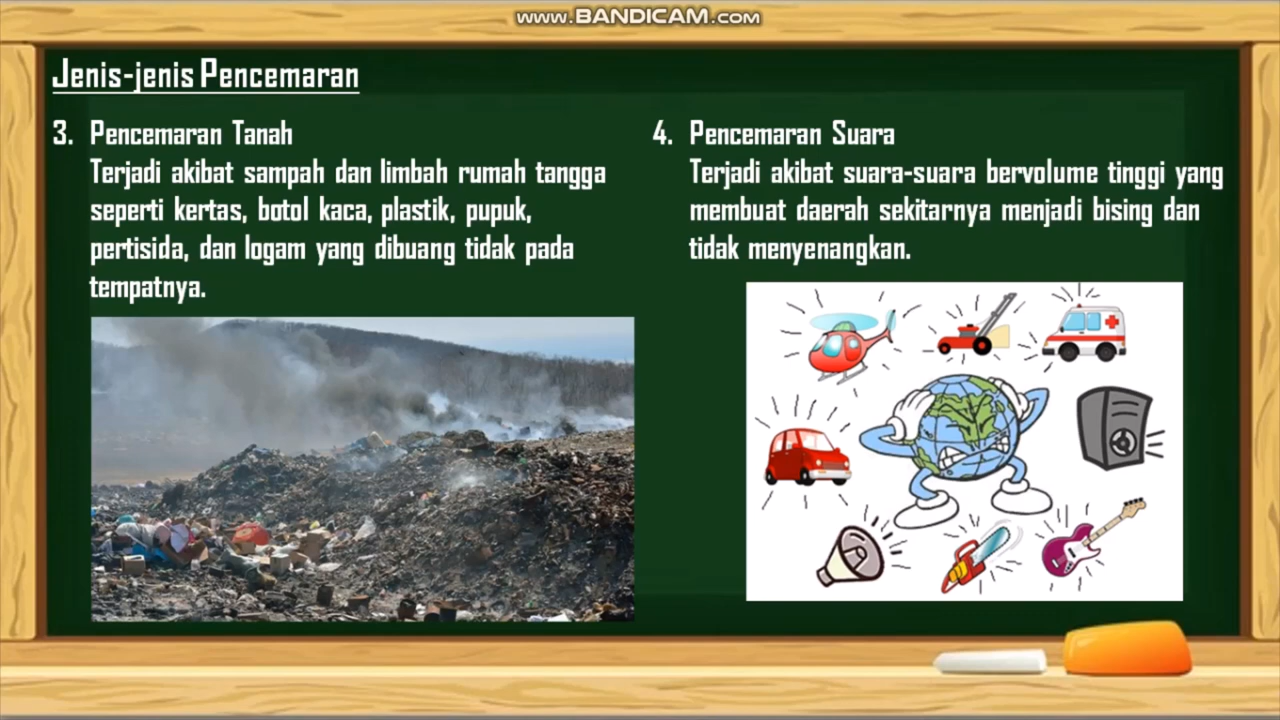 www.BANDICAM.com
Jenis-jenis Pencemaran
3. Pencemaran Tanah
Terjadi akibat sampah dan limbah rumah tangga
seperti kertas, botol kaca, plastik, pupuk,
pertisida, dan logam yang dibuang tidak pada
tempatnya.
4. Pencemaran Suara
Terjadi akibat suara-suara bervolume tinggi yang
membuat daerah sekitarnya menjadi bising dan
tidak menyenangkan.